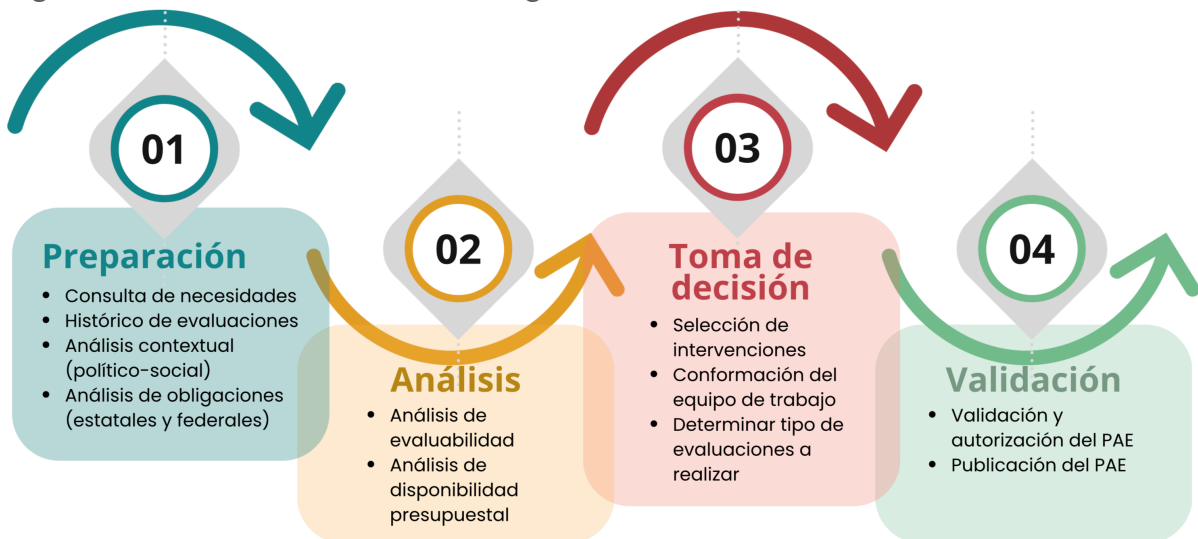 01
Preparación
• Consulta de necesidades
• Histórico de evaluaciones
• Análisis contextual
(político-social)
• Análisis de obligaciones
(estatales y federales)
02
Análisis
• Análisis de
evaluabilidad
• Análisis de
disponibilidad
presupuestal
03
Toma de
decisión
• Selección de
intervenciones
• Conformación del
equipo de trabajo
• Determinar tipo de
evaluaciones a
realizar
04
Validación
• Validación y
autorización del PAE
• Publicación del PAE